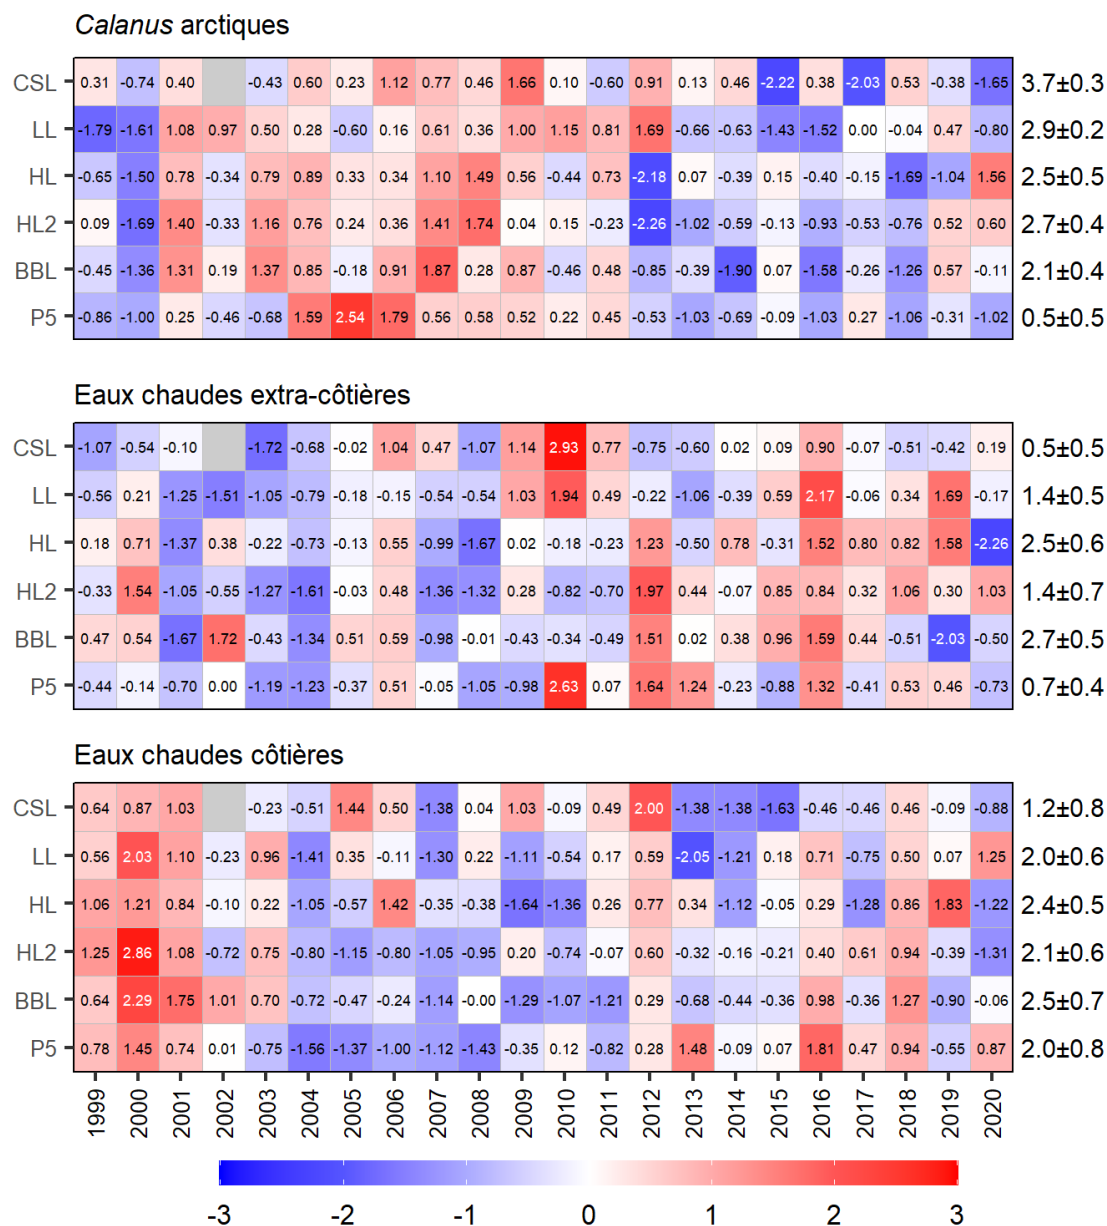 Calanus arctiques
CSL 0.31 -0.74 0.40 -0.43 0.60 0.23 1.12 0.77 0.46 1.66 0.10 -0.60 0.91 0.13 0.46 -2.22 0.38 -2.03 0.53 -0.38 -1.65 3.7±0.3
LL -1.79 -1.61 1.08 0.97 0.50 0.28 -0.60 0.16 0.61 0.36 1.00 1.15 0.81 1.69 -0.66 -0.63 -1.43 -1.52 0.00 -0.04 0.47 -0.80 2.9±0.2
HL -0.65 -1.50 0.78 -0.34 0.79 0.89 0.33 0.34 1.10 1.49 0.56 -0.44 0.73 -2.18 0.07 -0.39 0.15 -0.40 -0.15 -1.69 -1.04 1.56 2.5±0.5
HL2 0.09 -1.69 1.40 -0.33 1.16 0.76 0.24 0.36 1.41 1.74 0.04 0.15 -0.23 -2.26 -1.02 -0.59 -0.13 -0.93 -0.53 -0.76 0.52 0.60 2.7±0.4
BBL -0.45 -1.36 1.31 0.19 1.37 0.85 -0.18 0.91 1.87 0.28 0.87 -0.46 0.48 -0.85 -0.39 -1.90 0.07 -1.58 -0.26 -1.26 0.57 -0.11 2.1±0.4
P5 -0.86 -1.00 0.25 -0.46 -0.68 1.59 2.54 1.79 0.56 0.58 0.52 0.22 0.45 -0.53 -1.03 -0.69 -0.09 -1.03 0.27 -1.06 -0.31 -1.02 0.5±0.5
Eaux chaudes extra-côtières
CSL -1.07 -0.54 -0.10 -1.72 -0.68 -0.02 1.04 0.47 -1.07 1.14 2.93 0.77 -0.75 -0.60 0.02 0.09 0.90 -0.07 -0.51 -0.42 0.19 0.5±0.5
LL -0.56 0.21 -1.25 -1.51 -1.05 -0.79 -0.18 -0.15 -0.54 -0.54 1.03 1.94 0.49 -0.22 -1.06 -0.39 0.59 2.17 -0.06 0.34 1.69 -0.17 1.4±0.5
HL 0.18 0.71 -1.37 0.38 -0.22 -0.73 -0.13 0.55 -0.99 -1.67 0.02 -0.18 -0.23 1.23 -0.50 0.78 -0.31 1.52 0.80 0.82 1.58 -2.26 2.5±0.6
HL2 -0.33 1.54 -1.05 -0.55 -1.27 -1.61 -0.03 0.48 -1.36 -1.32 0.28 -0.82 -0.70 1.97 0.44 -0.07 0.85 0.84 0.32 1.06 0.30 1.03 1.4±0.7
BBL 0.47 0.54 -1.67 1.72 -0.43 -1.34 0.51 0.59 -0.98 -0.01 -0.43 -0.34 -0.49 1.51 0.02 0.38 0.96 1.59 0.44 -0.51 -2.03 -0.50 2.7±0.5
P5 -0.44 -0.14 -0.70 0.00 -1.19 -1.23 -0.37 0.51 -0.05 -1.05 -0.98 2.63 0.07 1.64 1.24 -0.23 -0.88 1.32 -0.41 0.53 0.46 -0.73 0.7±0.4
Eaux chaudes côtières
CSL 0.64 0.87 1.03 -0.23 -0.51 1.44 0.50 -1.38 0.04 1.03 -0.09 0.49 2.00 -1.38 -1.38 -1.63 -0.46 -0.46 0.46 -0.09 -0.88 1.2±0.8
LL 0.56 2.03 1.10 -0.23 0.96 -1.41 0.35 -0.11 -1.30 0.22 -1.11 -0.54 0.17 0.59 -2.05 -1.21 0.18 0.71 -0.75 0.50 0.07 1.25 2.0±0.6
HL 1.06 1.21 0.84 -0.10 0.22 -1.05 -0.57 1.42 -0.35 -0.38 -1.64 -1.36 0.26 0.77 0.34 -1.12 -0.05 0.29 -1.28 0.86 1.83 -1.22 2.4±0.5
HL2 1.25 2.86 1.08 -0.72 0.75 -0.80 -1.15 -0.80 -1.05 -0.95 0.20 -0.74 -0.07 0.60 -0.32 -0.16 -0.21 0.40 0.61 0.94 -0.39 -1.31 2.1±0.6
BBL 0.64 2.29 1.75 1.01 0.70 -0.72 -0.47 -0.24 -1.14 -0.00 -1.29 -1.07 -1.21 0.29 -0.68 -0.44 -0.36 0.98 -0.36 1.27 -0.90 -0.06 2.5±0.7
P5 0.78 1.45 0.74 0.01 -0.75 -1.56 -1.37 -1.00 -1.12 -1.43 -0.35 0.12 -0.82 0.28 1.48 -0.09 0.07 1.81 0.47 0.94 -0.55 0.87 2.0±0.8
1999 2000 2001 2002 2003 2004 2005 2006 2007 2008 2009 2010 2011 2012 2013 2014 2015 2016 2017 2018 2019 2020
-3 -2 -1 0 1 2 3